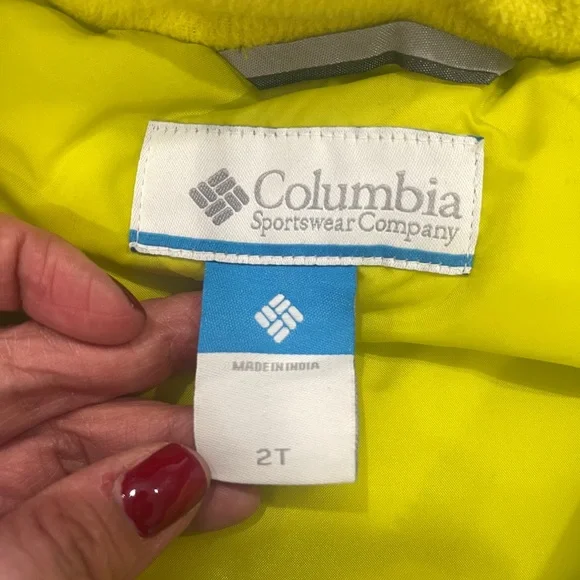 Columbia
Sportswear Company
MADE IN INDIA
2T